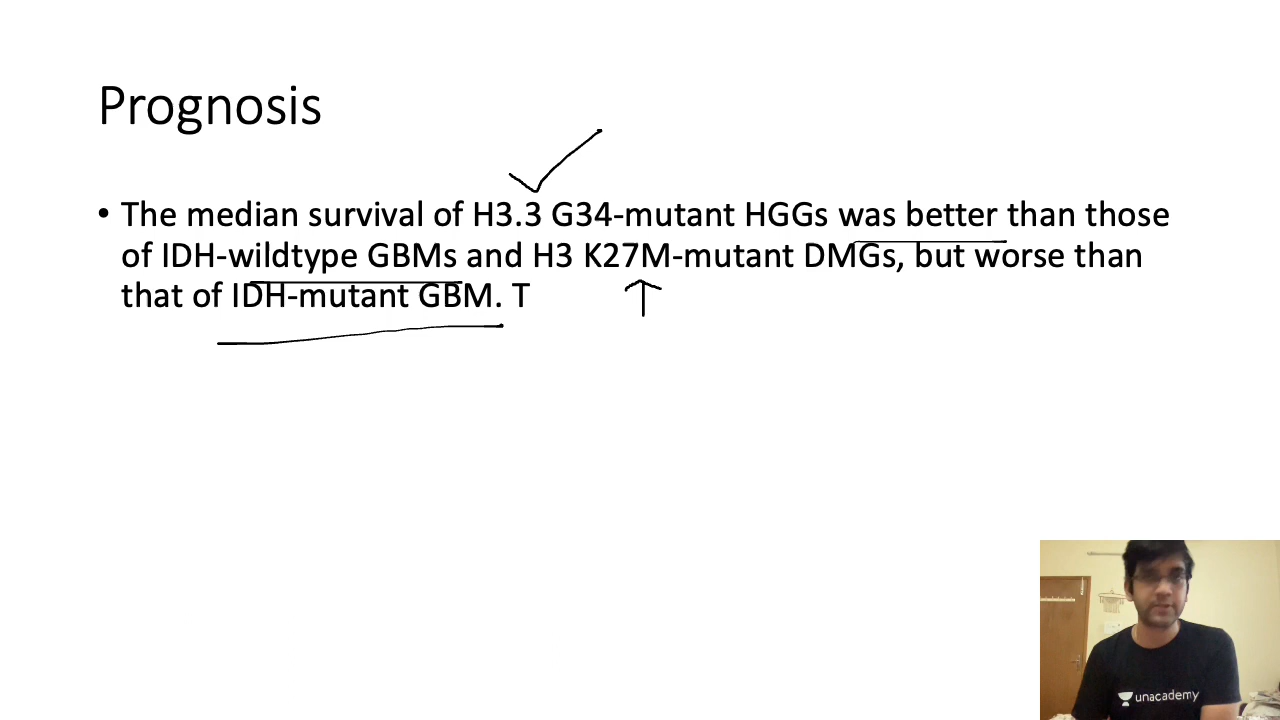 Prognosis
• The median survival of H3.3 G34-mutant HGGs was better than those
of IDH-wildtype GBMs and H3 K27M-mutant DMGs, but worse than
that of IDH-mutant GBM. T
unacademy